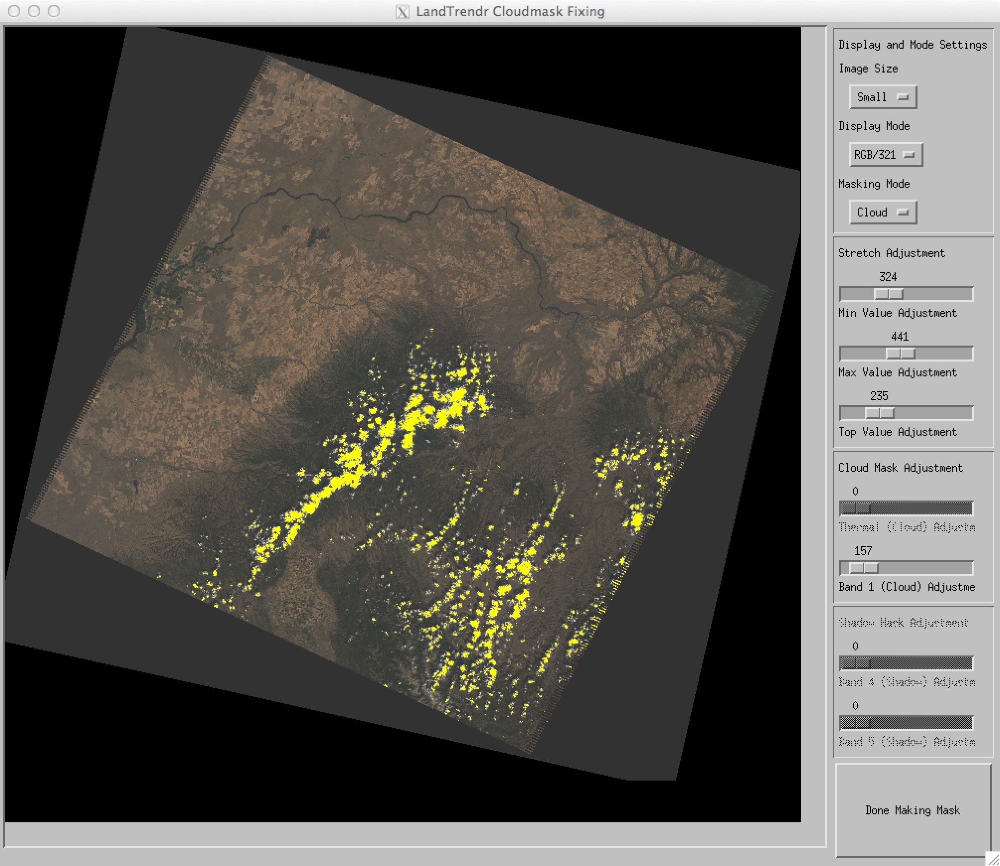 LandTrendr Cloudmask Fixing
Display and Mode Settings
Image Size
Small
Display Mode
RGB/321
Masking Mode
Cloud
Stretch Adjustment
324
Min Value Adjustment
441
Max Value Adjustment
235
Top Value Adjustment
Cloud Mask Adjustment
0
Thermal (Cloud) Adjustm
157
Band 1 (Cloud) Adjustme
Shadow Mask Adjustment
0
Band 4 (Shadow) Adjustm
0
Band 5 (Shadow) Adjustm
Done Making Mask